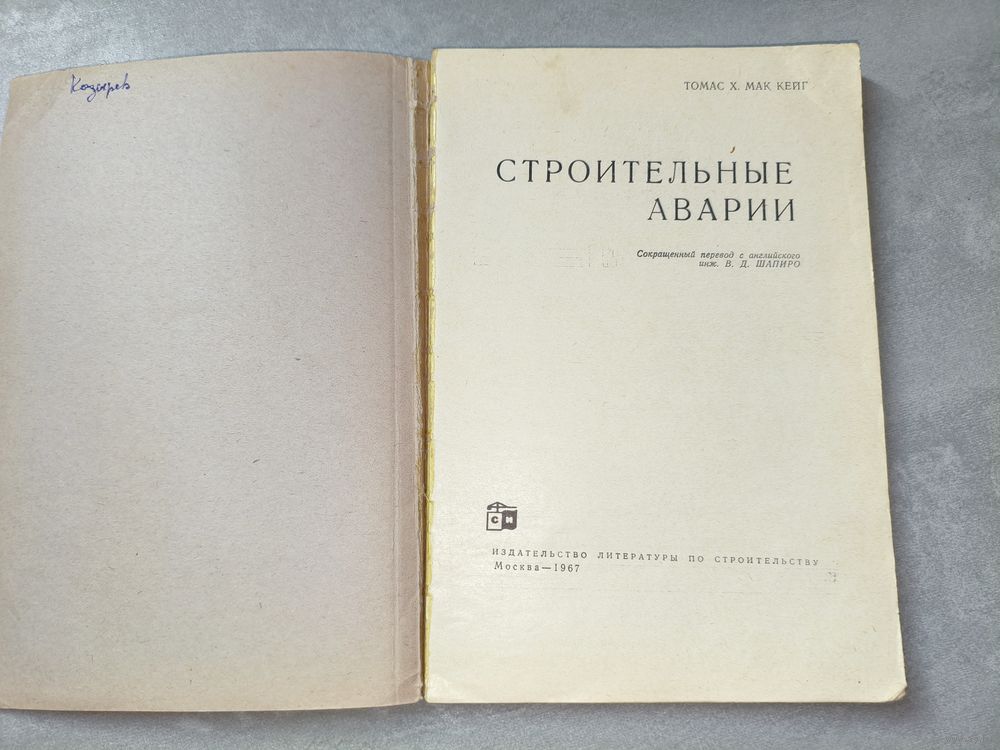 Козырев
ТОМАС Х. МАК КЕЙГ
СТРОИТЕЛЬНЫЕ
АВАРИИ
Сокращенный перевод с английского
инж. В. Д. ШАПИРО
СИ
ИЗДАТЕЛЬСТВО ЛИТЕРАТУРЫ ПО СТРОИТЕЛЬСТВУ
Москва—1967